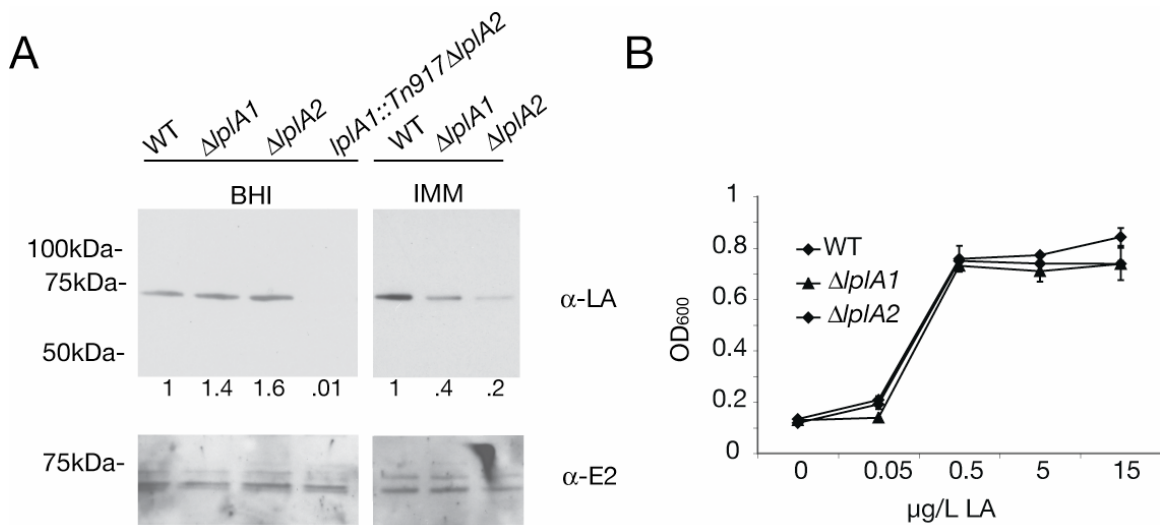 A
WT
ΔlplA1
ΔlplA2
lplA1::Tn917ΔlplA2
WT
ΔlplA1
ΔlplA2
BHI
IMM
100kDa-
75kDa-
50kDa-
α-LA
1 1.4 1.6 .01 1 .4 .2
75kDa-
α-E2
B
1
0.8
0.6
0.4
0.2
0
OD600
WT
ΔlplA1
ΔlplA2
0 0.05 0.5 5 15
µg/L LA